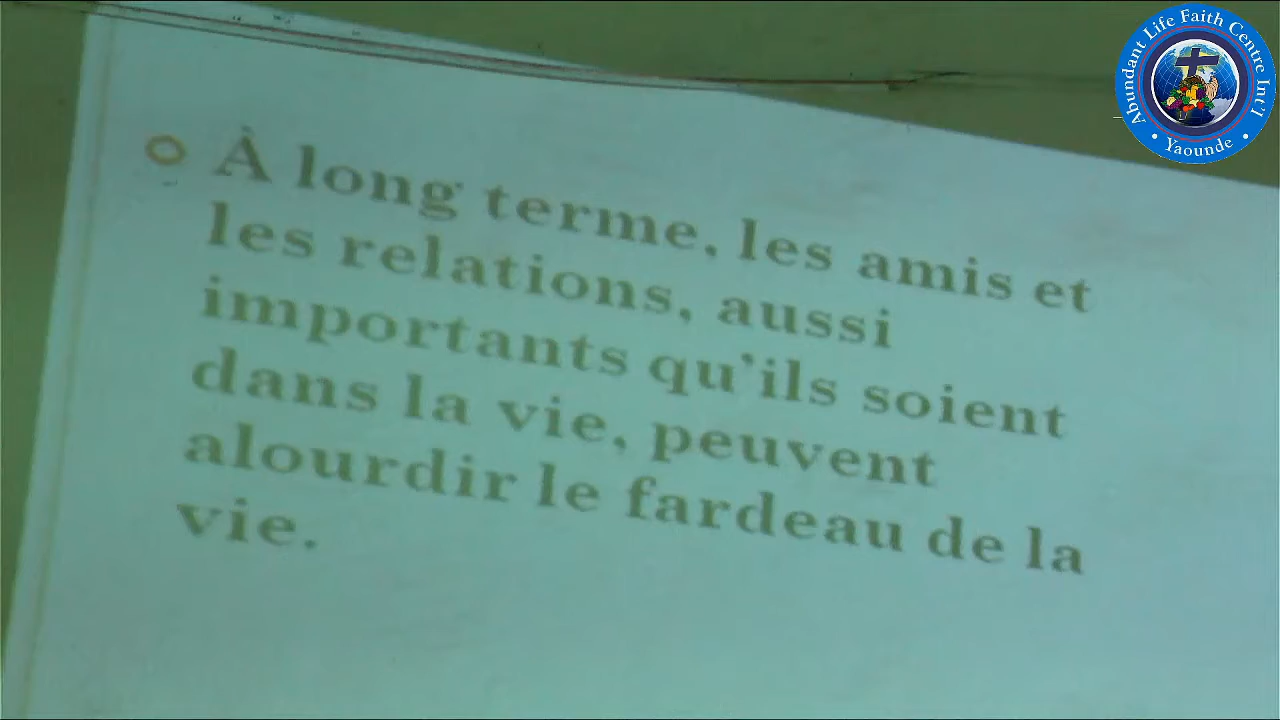 À long terme, les amis et
les relations, aussi
importants qu'ils soient
dans la vie, peuvent
alourdir le fardeau de la
vie.
Abundant Life Faith Centre Int'l
• Yaounde •